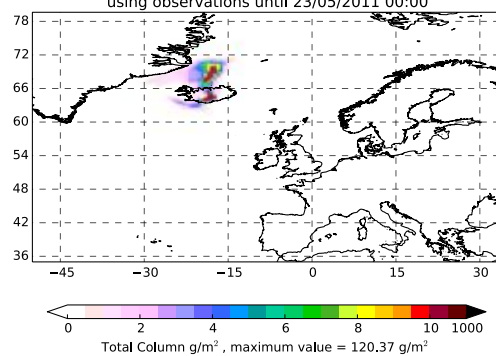 using observations until 23/05/2011 00:00
78
72
66
60
54
48
42
36
−45 −30 −15 0 15 30
0 2 4 6 8 10 1000
Total Column g/m² , maximum value = 120.37 g/m²